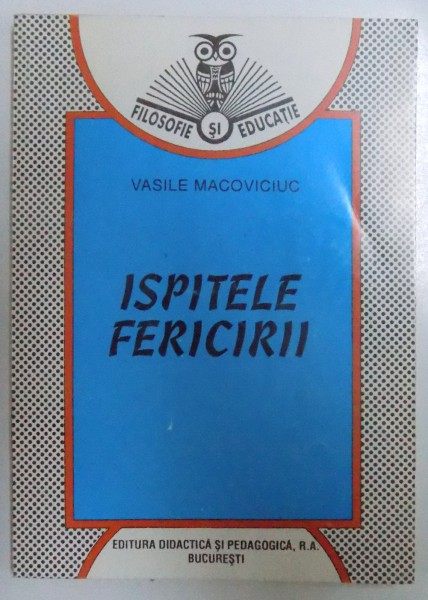 FILOSOFIE ȘI EDUCAȚIE
VASILE MACOVICIUC
ISPITELE
FERICIRII
EDITURA DIDACTICĂ ȘI PEDAGOGICĂ, R.A.
BUCUREȘTI